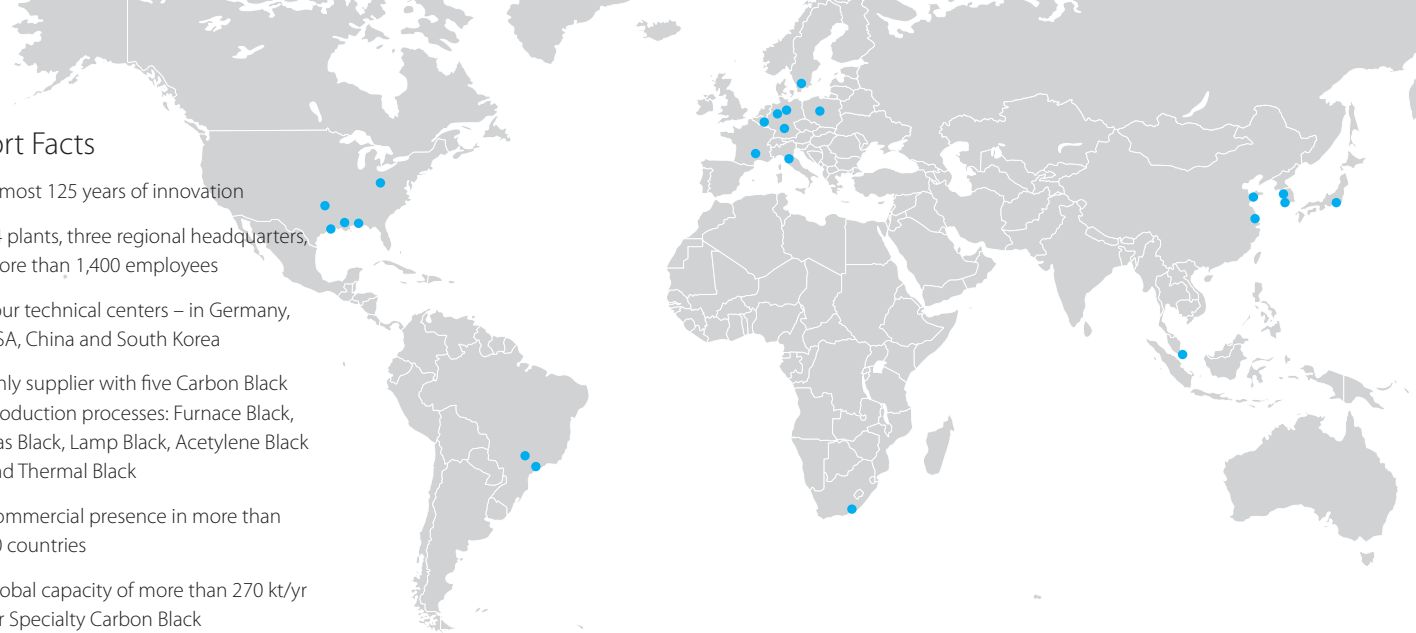 rt Facts
most 125 years of innovation
plants, three regional headquarters,
ore than 1,400 employees
ur technical centers – in Germany,
SA, China and South Korea
nly supplier with five Carbon Black
roduction processes: Furnace Black,
as Black, Lamp Black, Acetylene Black
nd Thermal Black
ommercial presence in more than
0 countries
obal capacity of more than 270 kt/yr
r Specialty Carbon Black